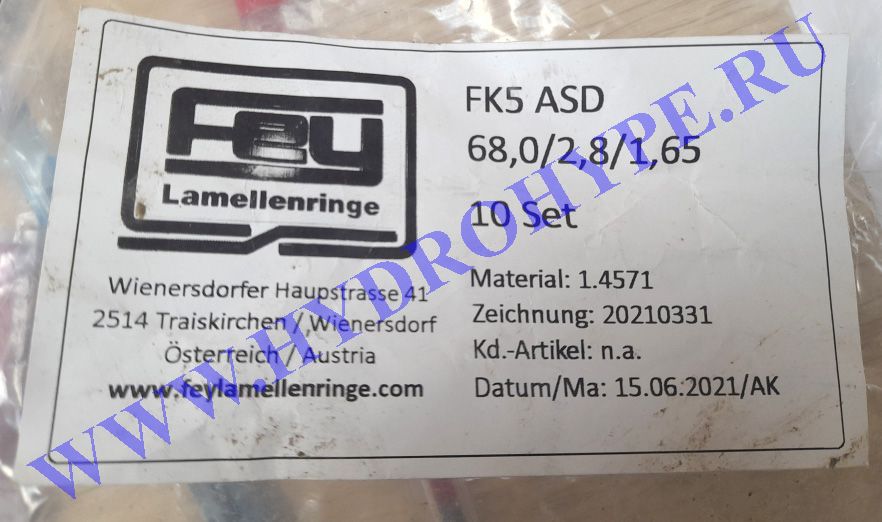 Fey
Lamellenringe
Wienersdorfer Haupstrasse 41
2514 Traiskirchen / Wienersdorf
Österreich / Austria
www.feylamellenringe.com
FK5 ASD
68,0/2,8/1,65
10 Set
Material: 1.4571
Zeichnung: 20210331
Kd.-Artikel: n.a.
Datum/Ma: 15.06.2021/AK
WWW.HYDROHYPE.RU